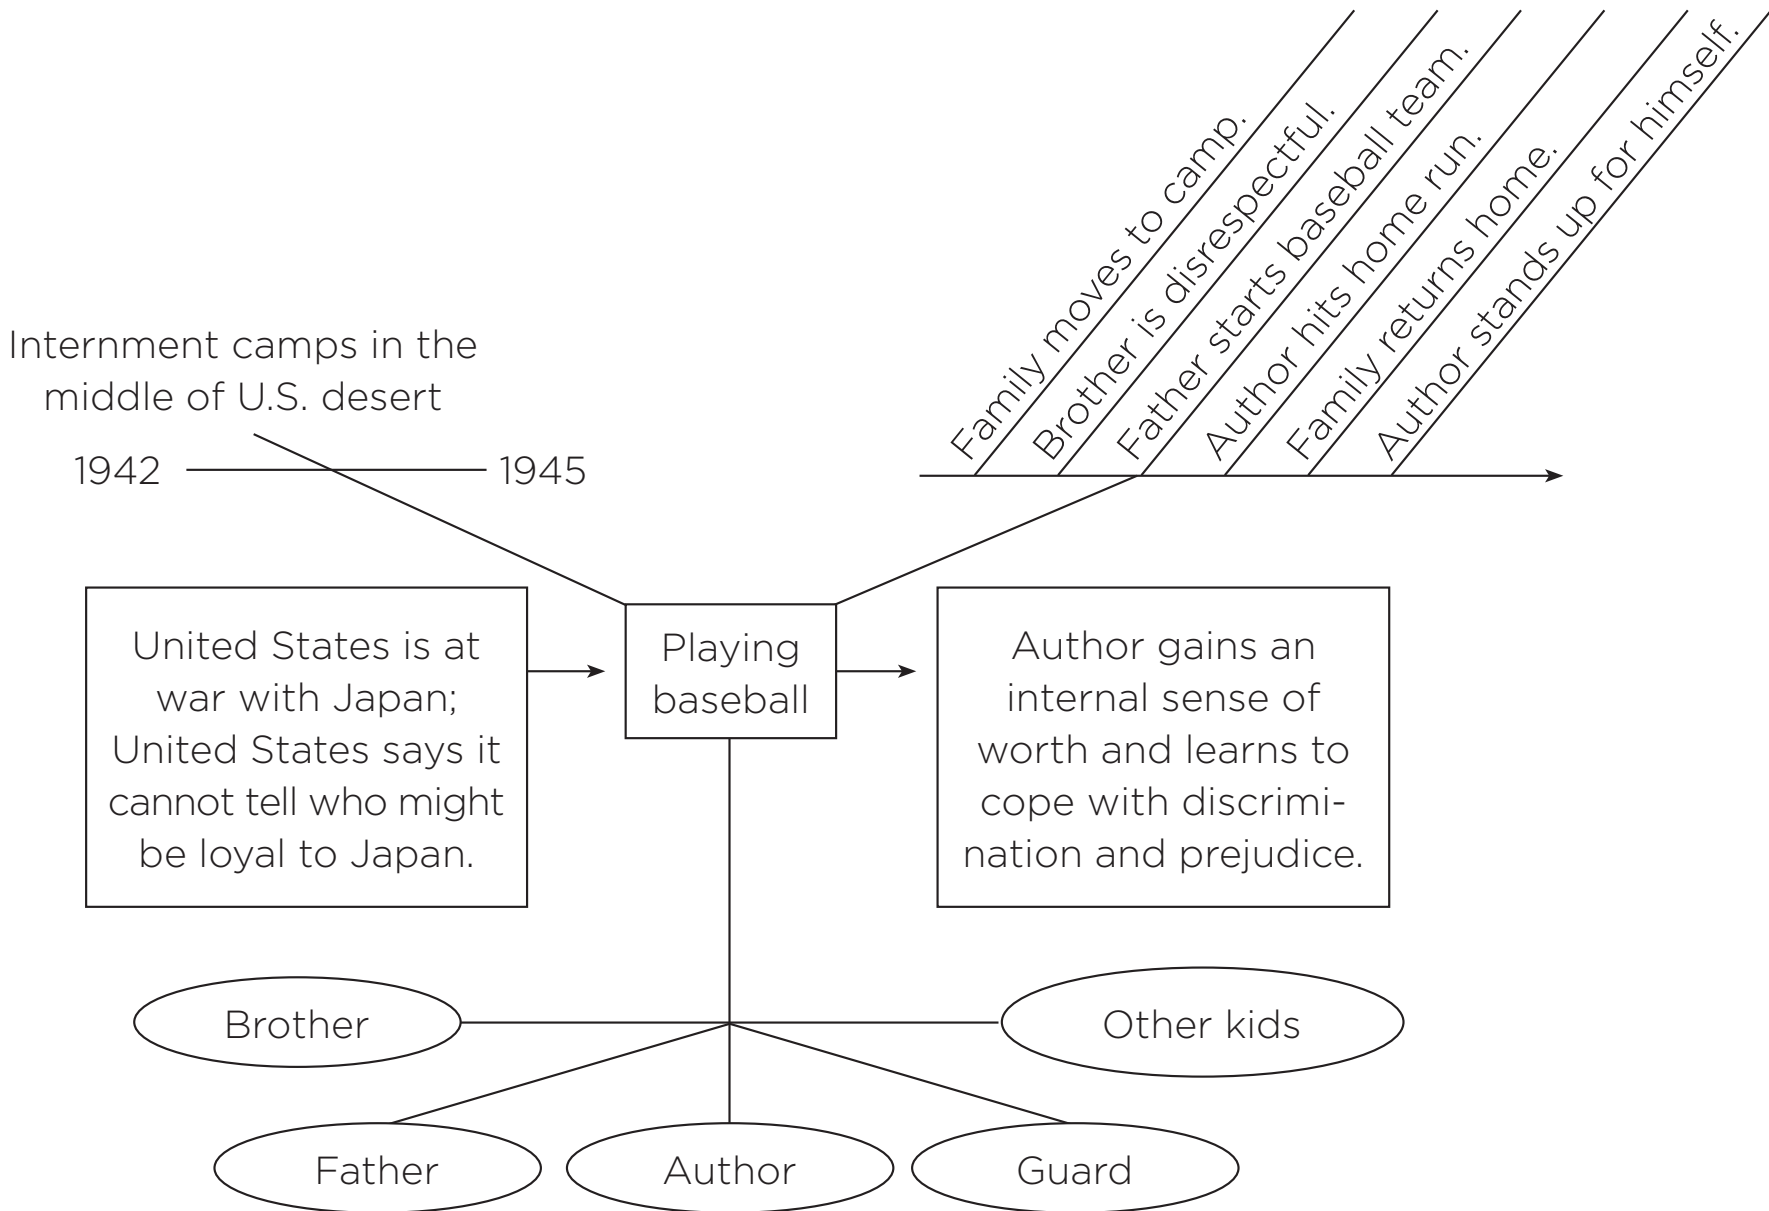 Family moves to camp.
Brother is disrespectful.
Father starts baseball team.
Author hits home run.
Family returns home.
Author stands up for himself.
Internment camps in the
middle of U.S. desert
1942
1945
United States is at
war with Japan;
United States says it
cannot tell who might
be loyal to Japan.
Playing
baseball
Author gains an
internal sense of
worth and learns to
cope with discrimi-
nation and prejudice.
Brother
Other kids
Father
Author
Guard